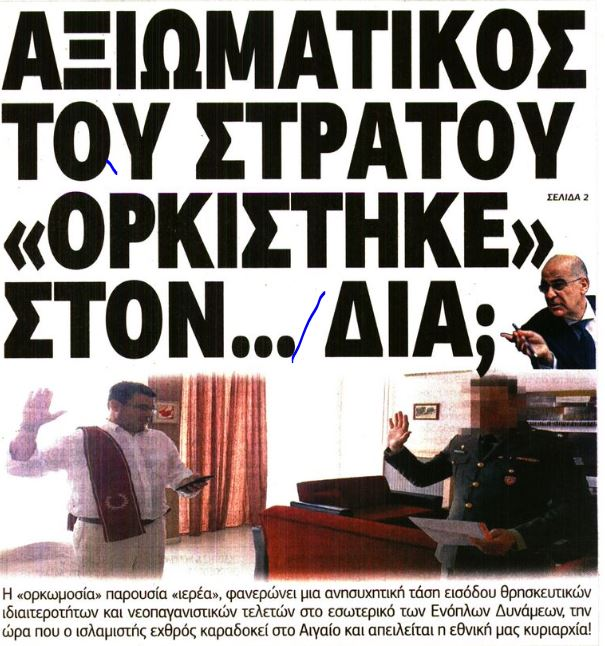 ΑΞΙΩΜΑΤΙΚΟΣ
ΤΟΥ ΣΤΡΑΤΟΥ
ΣΕΛΙΔΑ 2
«ΟΡΚΙΣΤΗΚΕ»
ΣΤΟΝ... ΔΙΑ;
Η «ορκωμοσία» παρουσία «ιερέα», φανερώνει μια ανησυχητική τάση εισόδου θρησκευτικών
ιδιαιτεροτήτων και νεοπαγανιστικών τελετών στο εσωτερικό των Ενόπλων Δυνάμεων, την
ώρα που ο ισλαμιστής εχθρός καραδοκεί στο Αιγαίο και απειλείται η εθνική μας κυριαρχία!